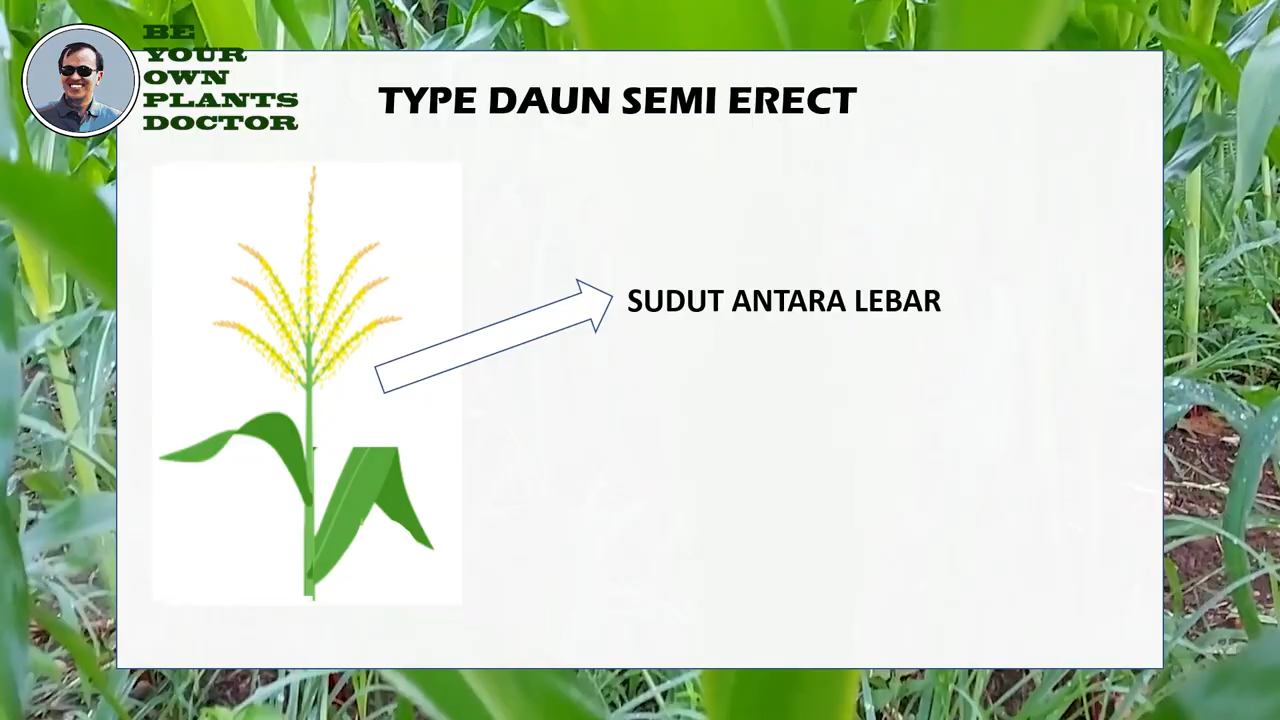 BE
YOUR
OWN
PLANTS
DOCTOR
TYPE DAUN SEMI ERECT
SUDUT ANTARA LEBAR